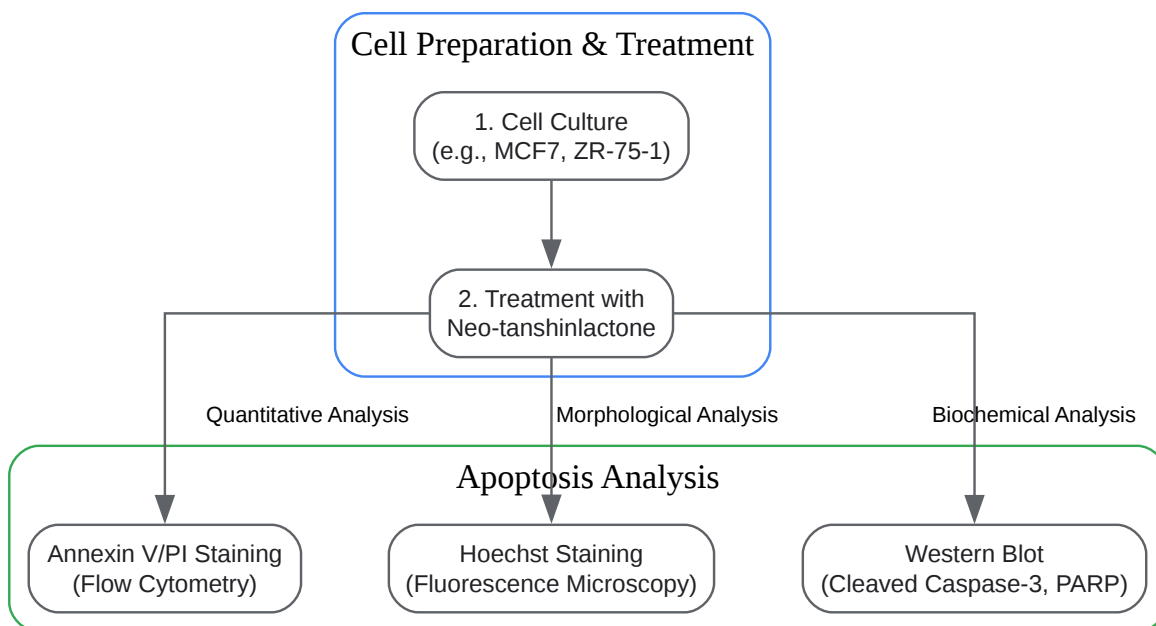 Cell Preparation & Treatment
1. Cell Culture
(e.g., MCF7, ZR-75-1)
2. Treatment with
Neo-tanshinlactone
Quantitative Analysis
Morphological Analysis
Biochemical Analysis
Apoptosis Analysis
Annexin V/PI Staining
(Flow Cytometry)
Hoechst Staining
(Fluorescence Microscopy)
Western Blot
(Cleaved Caspase-3, PARP)